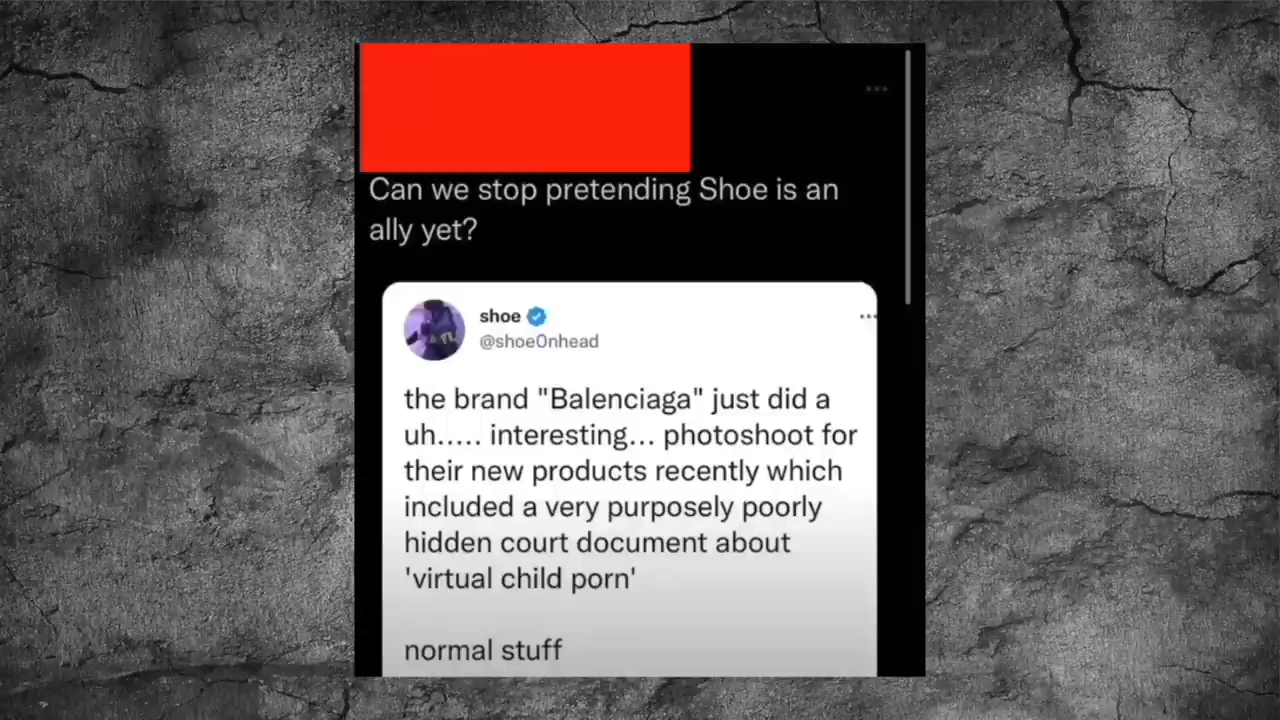 Can we stop pretending Shoe is an
ally yet?
shoe
@shoe0nhead
the brand "Balenciaga" just did a
uh..... interesting... photoshoot for
their new products recently which
included a very purposely poorly
hidden court document about
'virtual child porn'
normal stuff